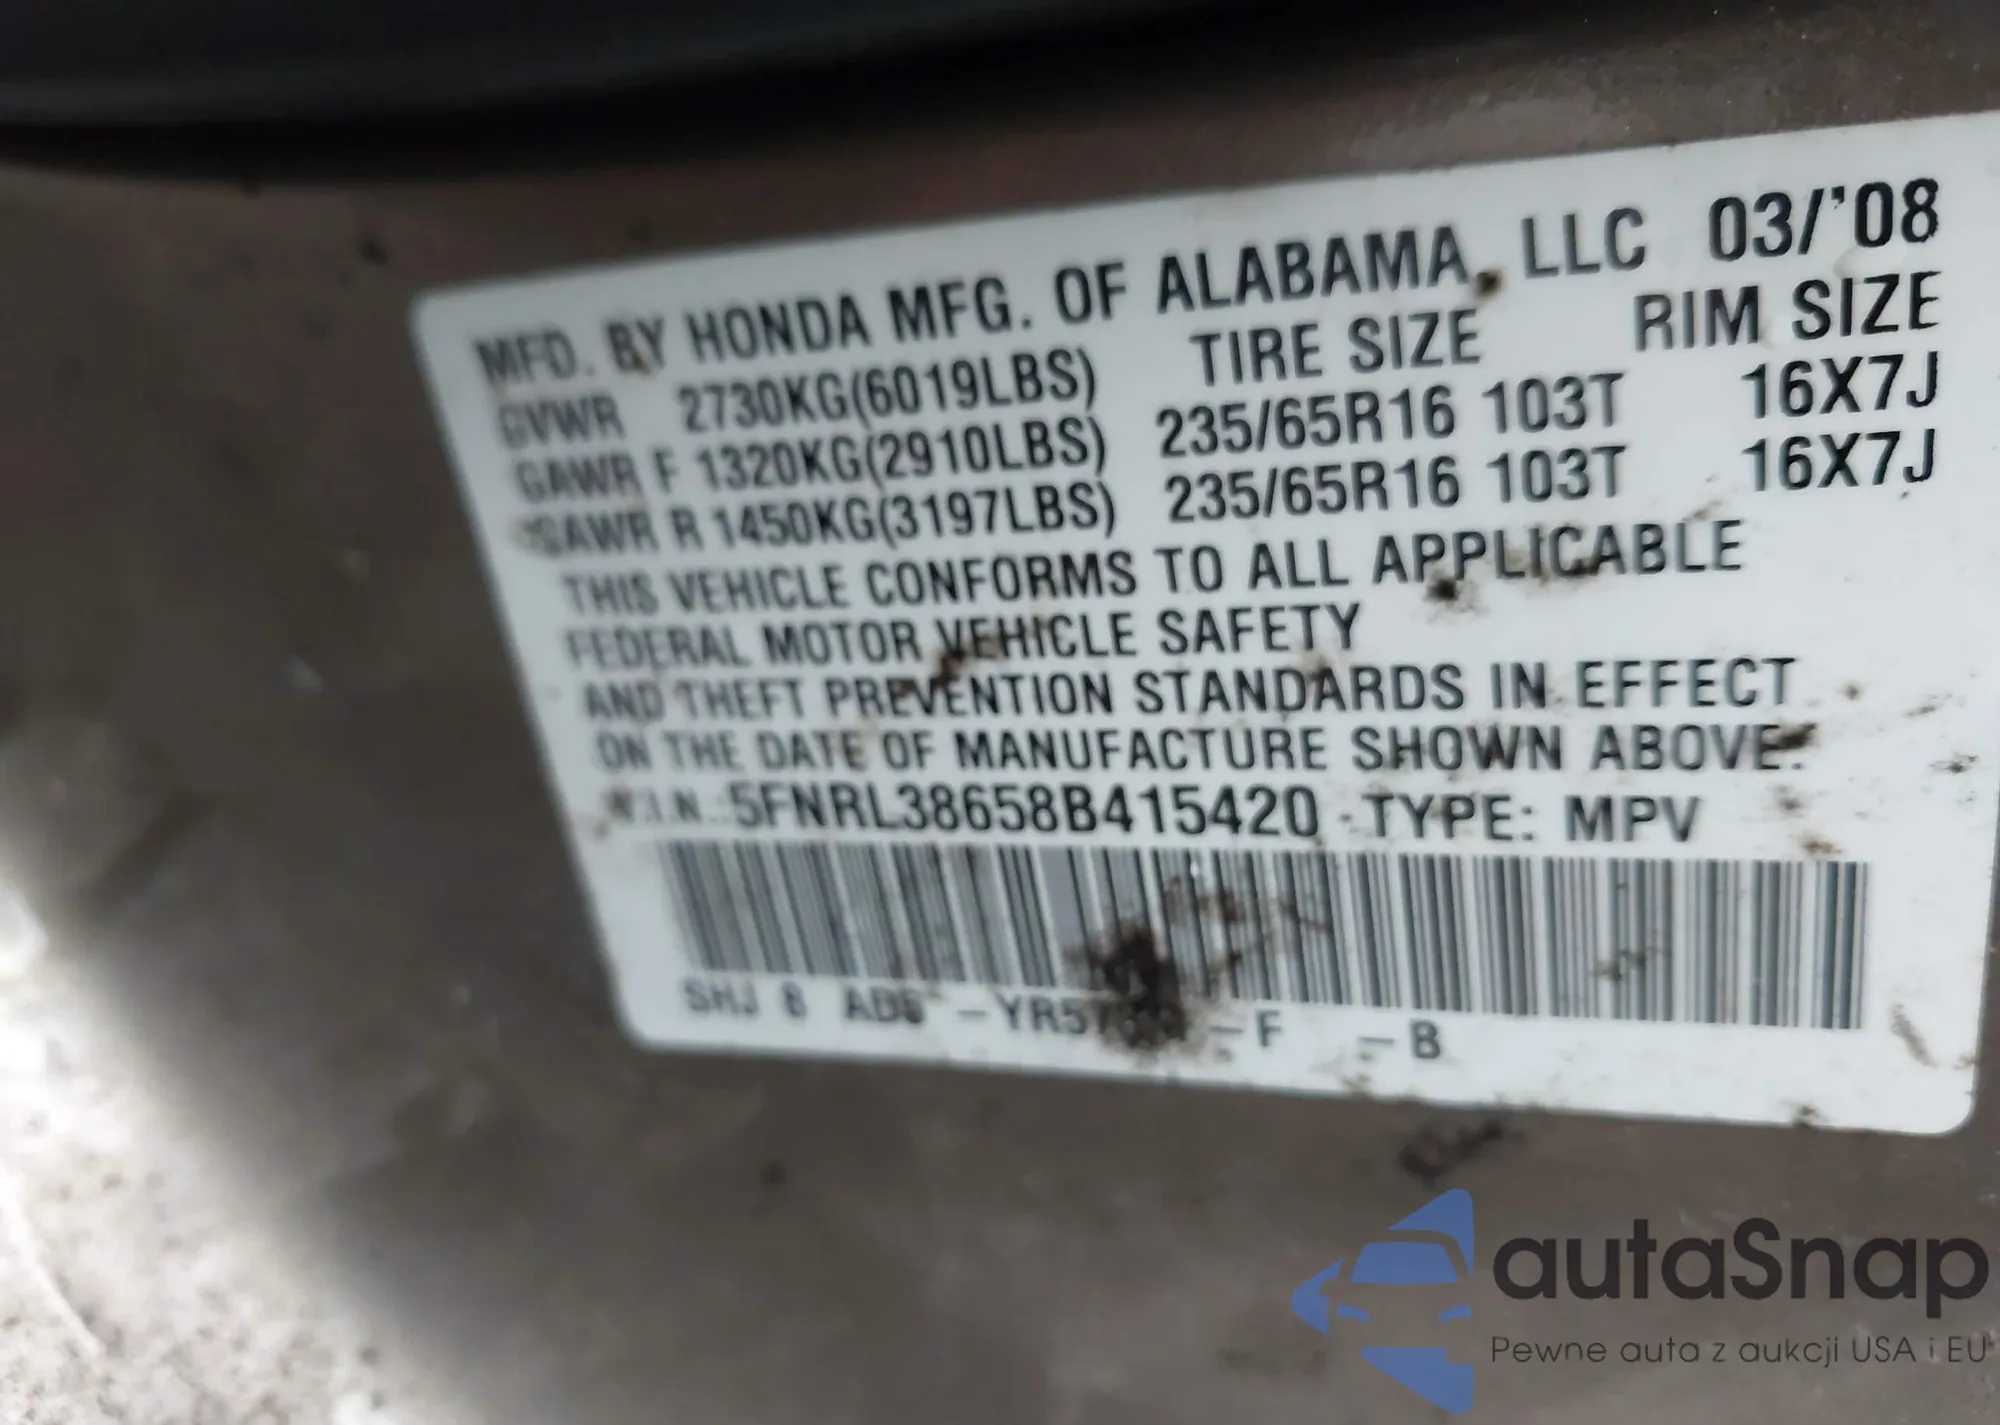 MFD. BY HONDA MFG. OF ALABAMA, LLC 03/'08
TIRE SIZE RIM SIZE
GVWR 2730KG(6019LBS)
GAWR F 1320KG(2910LBS) 235/65R16 103T 16X7J
GAWR R 1450KG(3197LBS) 235/65R16 103T 16X7J
THIS VEHICLE CONFORMS TO ALL APPLICABLE
FEDERAL MOTOR VEHICLE SAFETY
AND THEFT PREVENTION STANDARDS IN EFFECT
ON THE DATE OF MANUFACTURE SHOWN ABOVE.
V.I.N.:5FNRL38658B415420 TYPE: MPV
SHJ 8 -F -B
autaSnap
Pewne auta z aukcji USA i EU